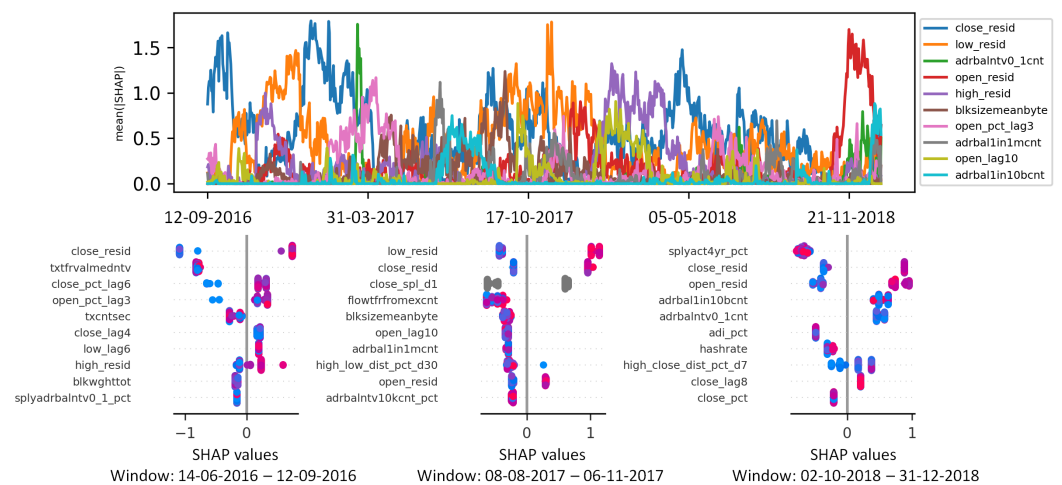 mean(|SHAP|)
1.5
1.0
0.5
0.0
12-09-2016 31-03-2017 17-10-2017 05-05-2018 21-11-2018
close_resid
low_resid
adrbalntv0_1cnt
open_resid
high_resid
blksizemeanbyte
open_pct_lag3
adrbal1in1mcnt
open_lag10
adrbal1in10bcnt
close_resid
txtfrvalmedntv
close_pct_lag6
open_pct_lag3
txcntsec
close_lag4
low_lag6
high_resid
blkwghttot
splyadrbalntv0_1_pct
−1 0
SHAP values
Window: 14-06-2016 − 12-09-2016
low_resid
close_resid
close_spl_d1
flowtfrfromexcnt
blksizemeanbyte
open_lag10
adrbal1in1mcnt
high_low_dist_pct_d30
open_resid
adrbalntv10kcnt_pct
0 1
SHAP values
Window: 08-08-2017 − 06-11-2017
splyact4yr_pct
close_resid
open_resid
adrbal1in10bcnt
adrbalntv0_1cnt
adi_pct
hashrate
high_close_dist_pct_d7
close_lag8
close_pct
0 1
SHAP values
Window: 02-10-2018 − 31-12-2018